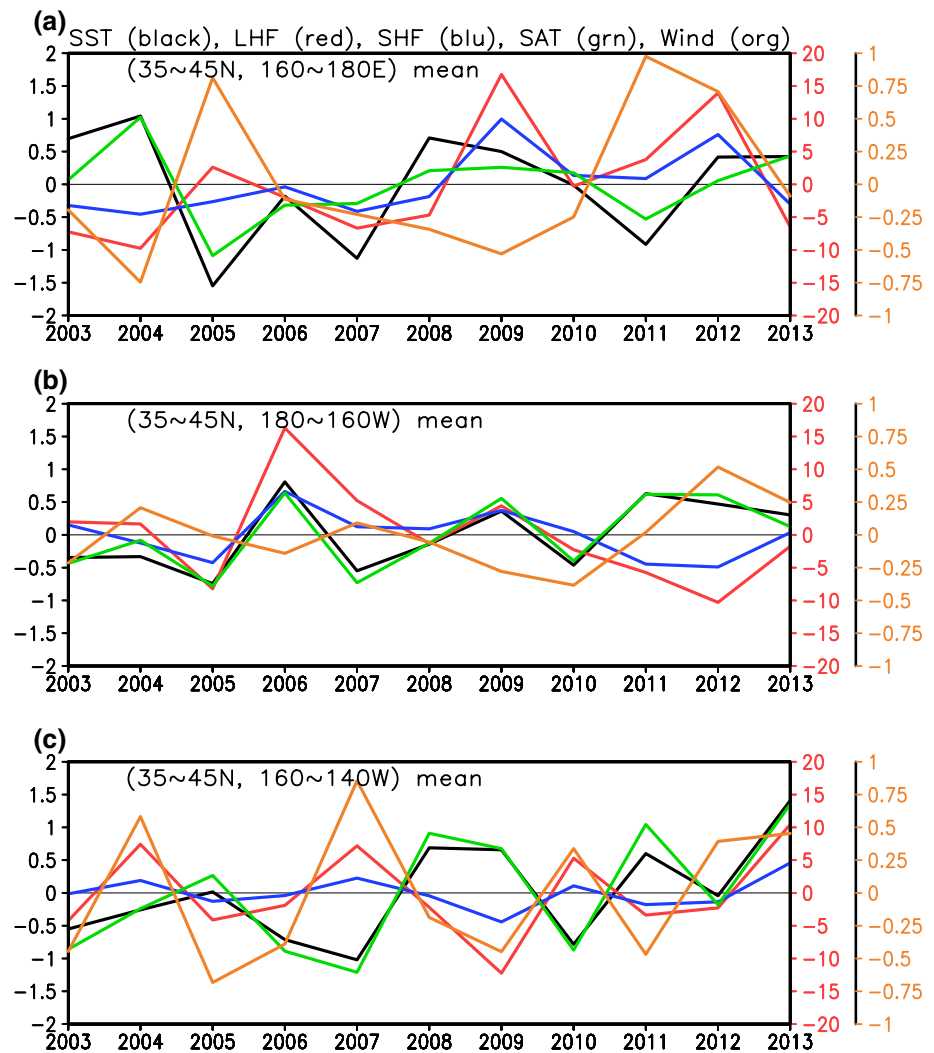 (a)
SST (black), LHF (red), SHF (blu), SAT (grn), Wind (org)
(35~45N, 160~180E) mean
2 20 1
1.5 15 0.75
1 10 0.5
0.5 5 0.25
0 0 0
-0.5 -5 -0.25
-1 -10 -0.5
-1.5 -15 -0.75
-2 -20 -1
2003 2004 2005 2006 2007 2008 2009 2010 2011 2012 2013
(b)
(35~45N, 180~160W) mean
2 20 1
1.5 15 0.75
1 10 0.5
0.5 5 0.25
0 0 0
-0.5 -5 -0.25
-1 -10 -0.5
-1.5 -15 -0.75
-2 -20 -1
2003 2004 2005 2006 2007 2008 2009 2010 2011 2012 2013
(c)
(35~45N, 160~140W) mean
2 20 1
1.5 15 0.75
1 10 0.5
0.5 5 0.25
0 0 0
-0.5 -5 -0.25
-1 -10 -0.5
-1.5 -15 -0.75
-2 -20 -1
2003 2004 2005 2006 2007 2008 2009 2010 2011 2012 2013